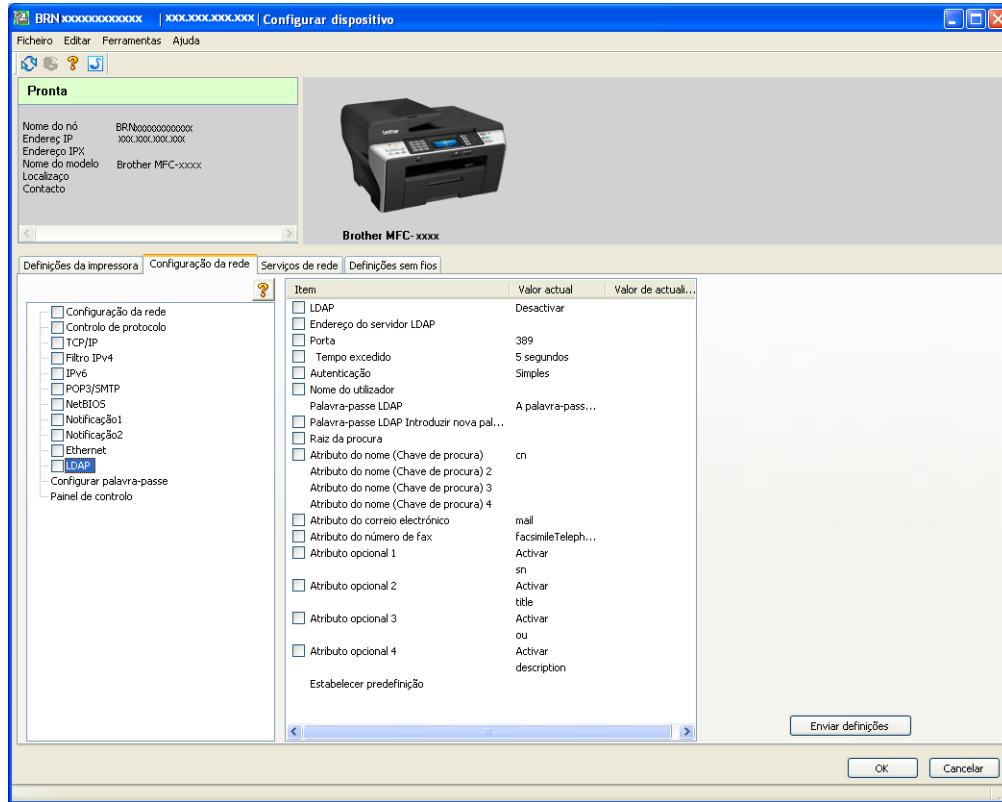 BRN xxxxxxxxxxxx | xxx.xxx.xxx.xxx | Configurar dispositivo
Ficheiro Editar Ferramentas Ajuda
Pronta
Nome do nó BRNxxxxxxxxxxxx
Endereç IP xxx.xxx.xxx.xxx
Endereço IPX
Nome do modelo Brother MFC-xxxx
Localizaço
Contacto
brother
Brother MFC- xxxx
Definições da impressora Configuração da rede Serviços de rede Definições sem fios
Item Valor actual Valor de actuali...
Configuração da rede
Controlo de protocolo
TCP/IP
Filtro IPv4
IPv6
POP3/SMTP
NetBIOS
Notificação1
Notificação2
Ethernet
LDAP
Configurar palavra-passe
Painel de controlo
LDAP Desactivar
Endereço do servidor LDAP
Porta 389
Tempo excedido 5 segundos
Autenticação Simples
Nome do utilizador
Palavra-passe LDAP A palavra-pass...
Palavra-passe LDAP Introduzir nova pal...
Raiz da procura
Atributo do nome (Chave de procura) cn
Atributo do nome (Chave de procura) 2
Atributo do nome (Chave de procura) 3
Atributo do nome (Chave de procura) 4
Atributo do correio electrónico mail
Atributo do número de fax facsimileTeleph...
Atributo opcional 1 Activar
sn
Atributo opcional 2 Activar
title
Atributo opcional 3 Activar
ou
Atributo opcional 4 Activar
description
Estabelecer predefinição
Enviar definições
OK Cancelar